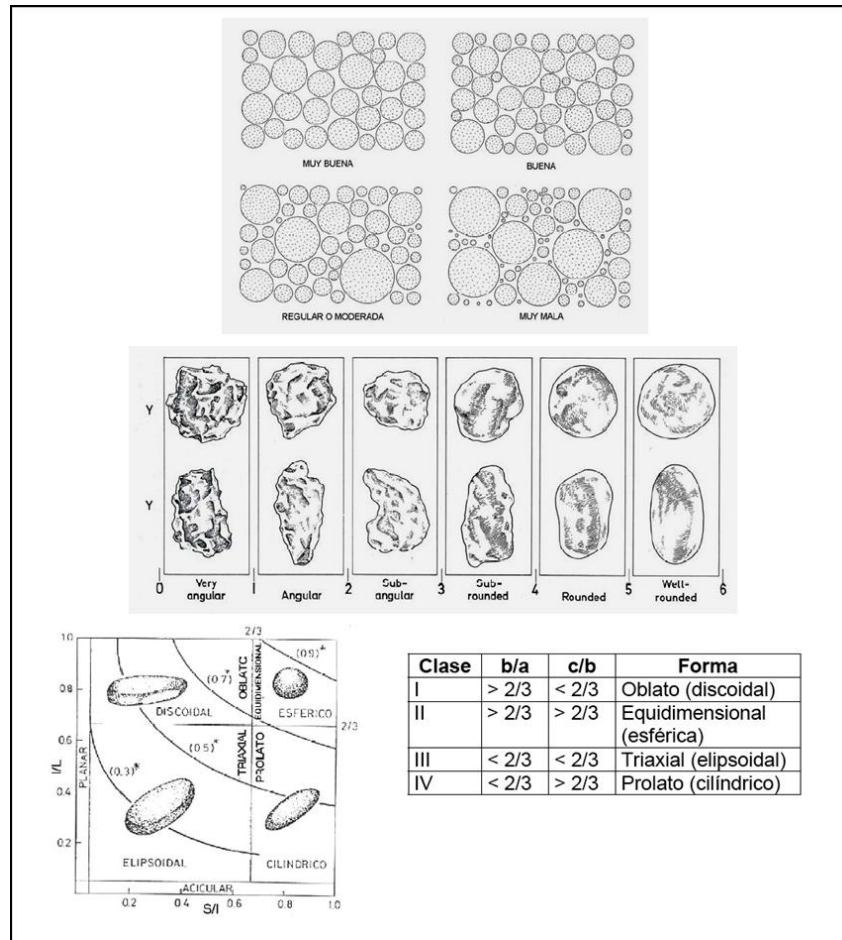 MUY BUENA
BUENA
REGULAR O MODERADA
MUY MALA
Y
Y
0
Very
angular
1
Angular
2
Sub-
angular
3
Sub-
rounded
4
Rounded
5
Well-
rounded
6
I/L
1.0
0.8
0.6
0.4
0.2
PLANAR
2/3
(0.9)*
(0.7)*
OBLATO
EQUIDIMENSIONAL
DISCOIDAL
ESFERICO
2/3
(0.5)*
TRIAXIAL
PROLATO
(0.3)*
ELIPSOIDAL
CILINDRICO
ACICULAR
0.2
0.4
0.6
0.8
1.0
S/I
Clase b/a c/b Forma
I > 2/3 < 2/3 Oblato (discoidal)
II > 2/3 > 2/3 Equidimensional
(esférica)
III < 2/3 < 2/3 Triaxial (elipsoidal)
IV < 2/3 > 2/3 Prolato (cilíndrico)